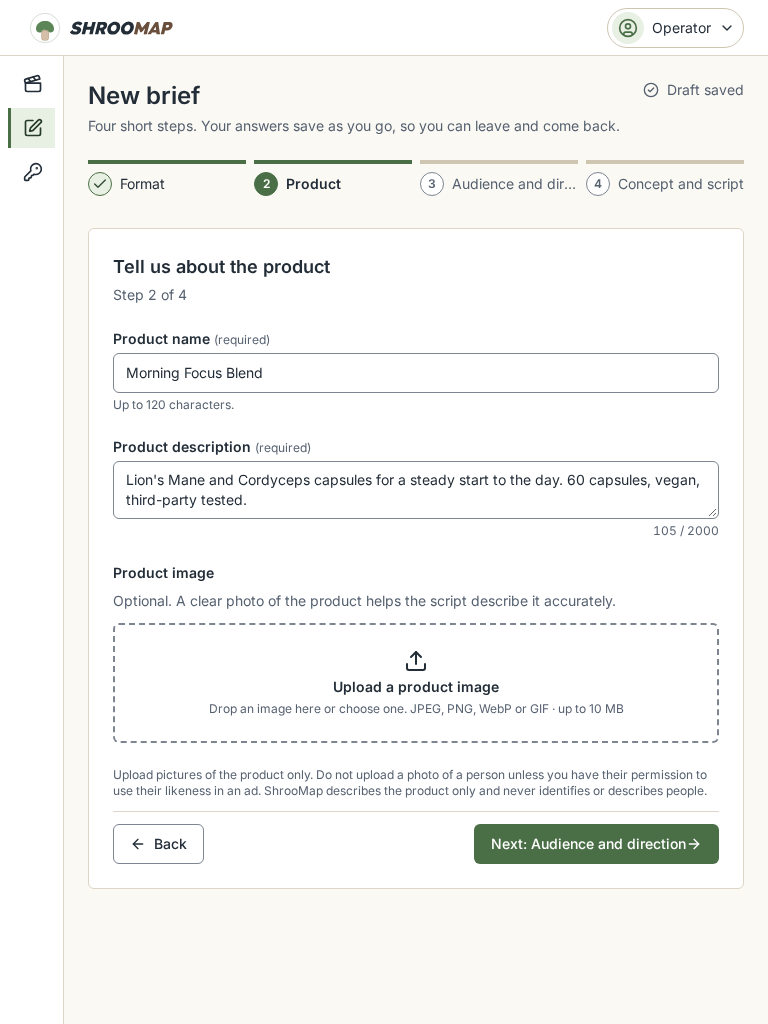 SHROOMAP
Operator
New brief
Draft saved
Four short steps. Your answers save as you go, so you can leave and come back.
Format
2 Product
3 Audience and dir...
4 Concept and script
Tell us about the product
Step 2 of 4
Product name (required)
Morning Focus Blend
Up to 120 characters.
Product description (required)
Lion's Mane and Cordyceps capsules for a steady start to the day. 60 capsules, vegan,
third-party tested.
105 / 2000
Product image
Optional. A clear photo of the product helps the script describe it accurately.
Upload a product image
Drop an image here or choose one. JPEG, PNG, WebP or GIF · up to 10 MB
Upload pictures of the product only. Do not upload a photo of a person unless you have their permission to
use their likeness in an ad. ShrooMap describes the product only and never identifies or describes people.
Back
Next: Audience and direction